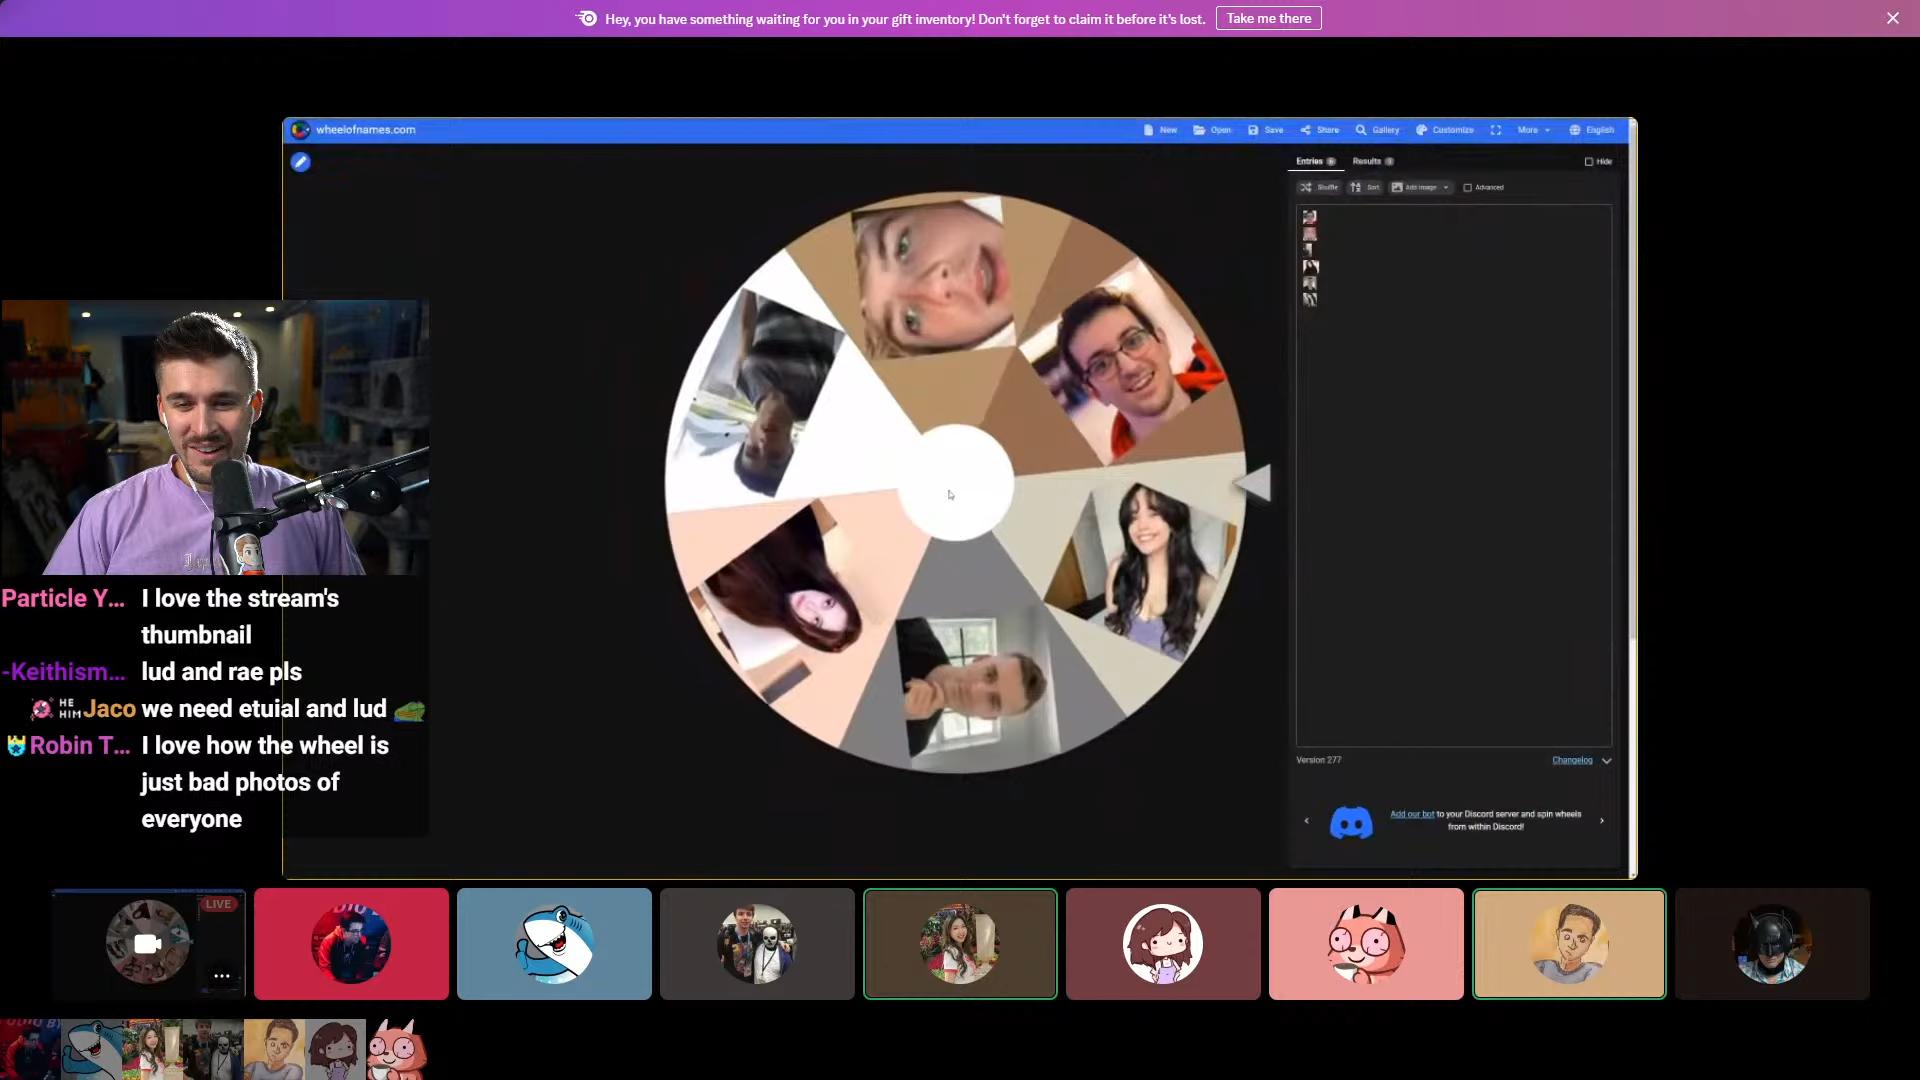 Hey, you have something waiting for you in your gift inventory! Don't forget to claim it before it's lost. Take me there
wheelofnames.com New Open Save Share Gallery Customize More English
Entries 6 Results Hide
Shuffle Sort Add image Advanced
Particle Y... I love the stream's
thumbnail
-Keithism... lud and rae pls
HE
HIM Jaco we need etuial and lud
Robin T... I love how the wheel is
just bad photos of
everyone
Version 277 Changelog
Add our bot to your Discord server and spin wheels
from within Discord!
LIVE